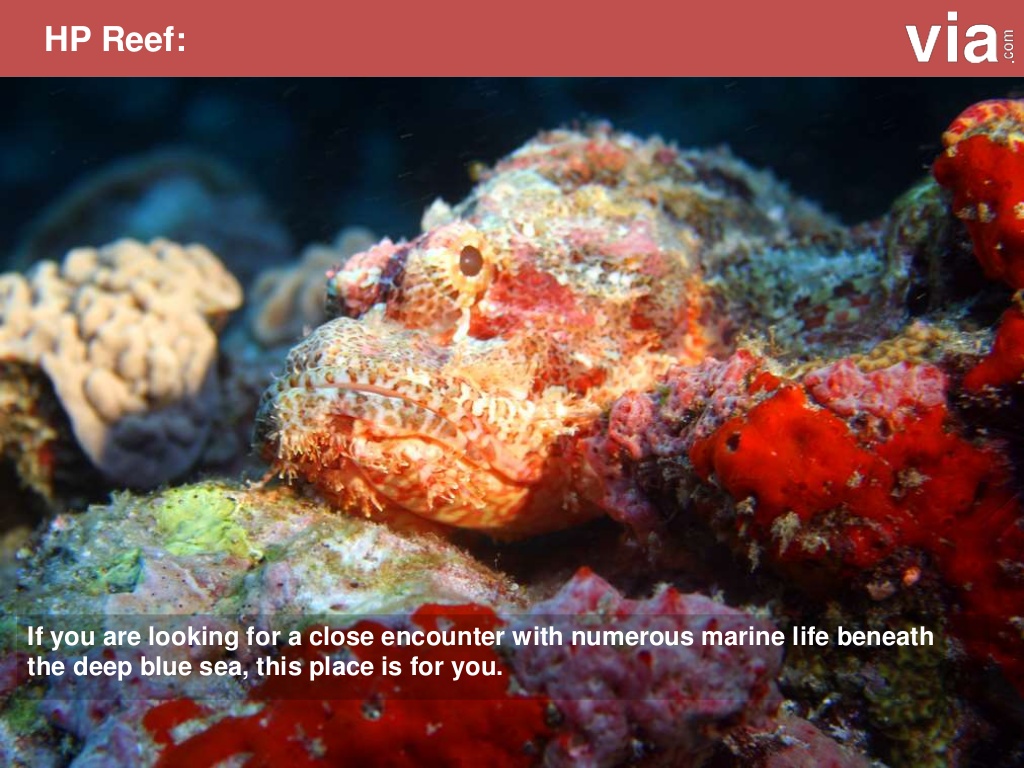 HP Reef:
via.com
If you are looking for a close encounter with numerous marine life beneath
the deep blue sea, this place is for you.